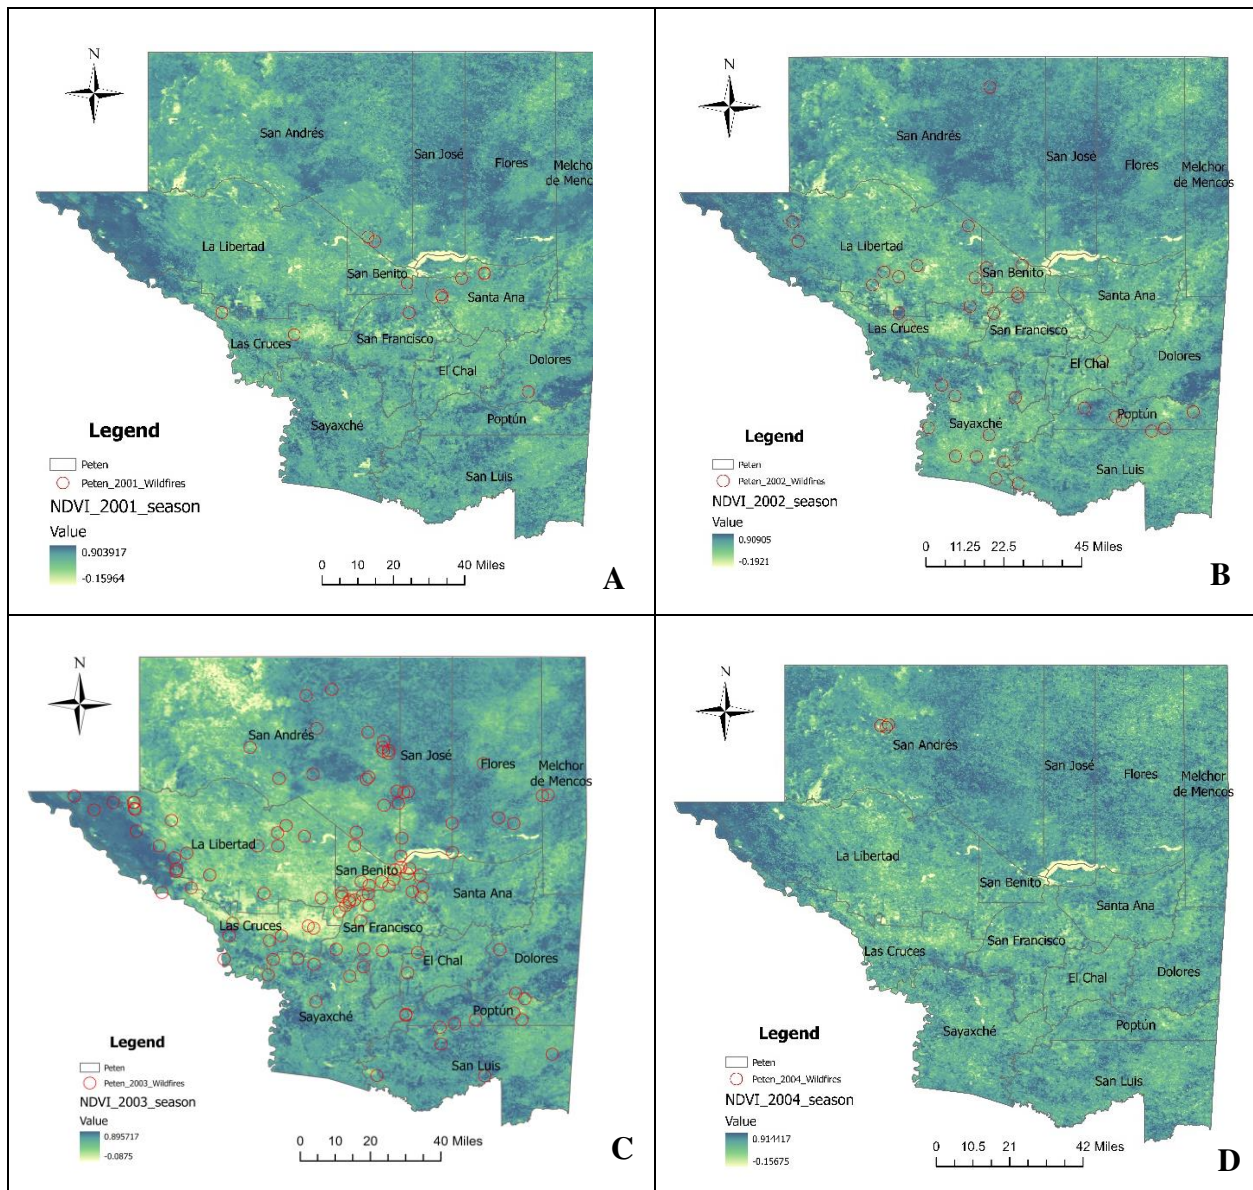 N
San Andrés
San José
Flores
Melcho
de Menc
La Libertad
San Benito
Santa Ana
Las Cruces
San Francisco
Dolores
El Chal
Sayaxché
Poptún
San Luis
Legend
Peten
Peten_2001_Wildfires
NDVI_2001_season
Value
0.903917
-0.15964
0 10 20 40 Miles
A
N
San Andrés
San José
Flores
Melchor
de Mencos
La Libertad
San Benito
Santa Ana
Las Cruces
San Francisco
El Chal
Dolores
Sayaxché
Poptún
San Luis
Legend
Peten
Peten_2002_Wildfires
NDVI_2002_season
Value
0.90905
-0.1921
0 11.25 22.5 45 Miles
B
N
San Andrés
San José
Flores
Melchor
de Mencos
La Libertad
San Benito
Santa Ana
Las Cruces
San Francisco
El Chal
Dolores
Sayaxché
Poptún
San Luis
Legend
Peten
Peten_2003_Wildfires
NDVI_2003_season
Value
0.895717
-0.0875
0 10 20 40 Miles
C
N
San Andrés
San José
Flores
Melchor
de Mencos
La Libertad
San Benito
Santa Ana
Las Cruces
San Francisco
El Chal
Dolores
Sayaxché
Poptún
San Luis
Legend
Peten
Peten_2004_Wildfires
NDVI_2004_season
Value
0.914417
-0.15675
0 10.5 21 42 Miles
D